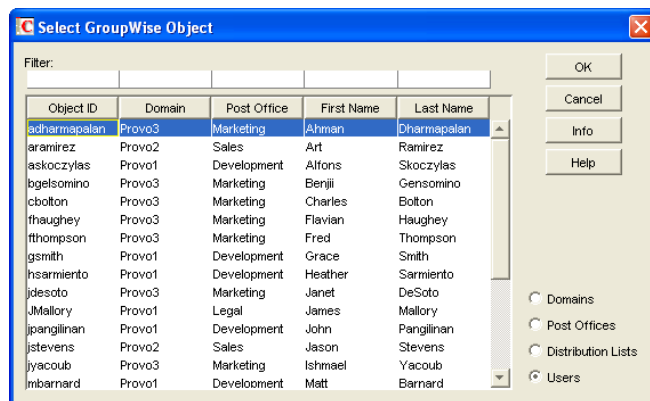 Select GroupWise Object
Filter:
OK
Cancel
Info
Help
Object ID Domain Post Office First Name Last Name
adharmapalan Provo3 Marketing Ahman Dharmapalan
aramirez Provo2 Sales Art Ramirez
askoczylas Provo1 Development Alfons Skoczylas
bgelsomino Provo3 Marketing Benjii Gensomino
cbolton Provo3 Marketing Charles Bolton
fhaughey Provo3 Marketing Flavian Haughey
fthompson Provo3 Marketing Fred Thompson
gsmith Provo1 Development Grace Smith
hsarmiento Provo1 Development Heather Sarmiento
jdesoto Provo3 Marketing Janet DeSoto
JMallory Provo1 Legal James Mallory
jpangilinan Provo1 Development John Pangilinan
jstevens Provo2 Sales Jason Stevens
jyacoub Provo3 Marketing Ishmael Yacoub
mbarnard Provo1 Development Matt Barnard
Domains
Post Offices
Distribution Lists
Users